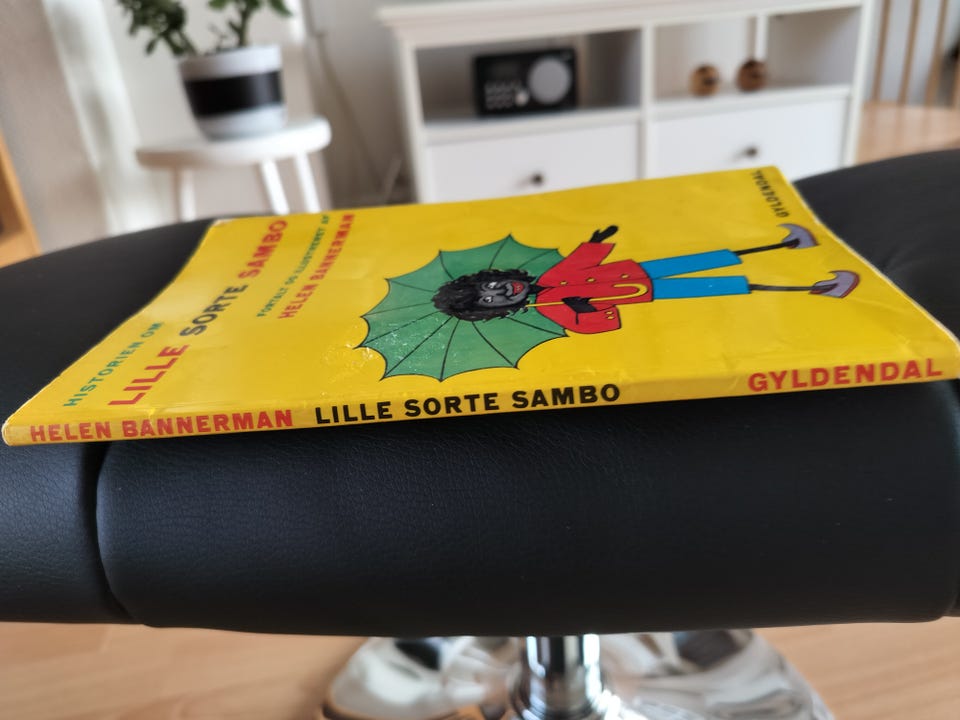 HISTORIEN OM
LILLE SORTE SAMBO
FORTALT OG ILLUSTRERET AF
HELEN BANNERMAN
GYLDENDAL
HELEN BANNERMAN LILLE SORTE SAMBO GYLDENDAL